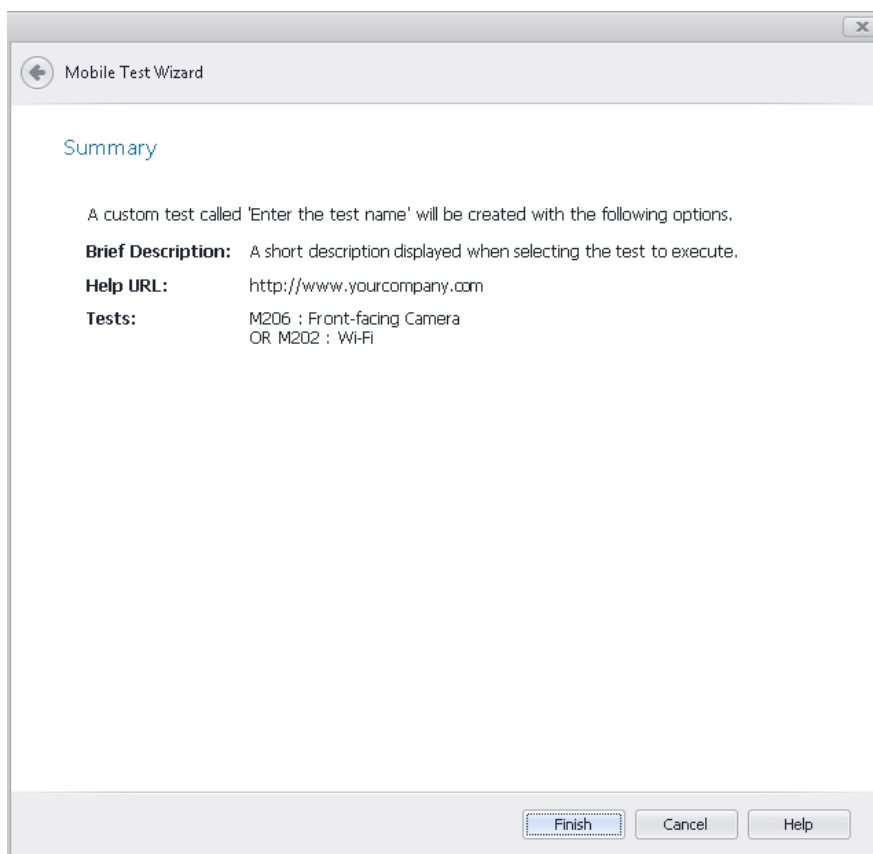 Mobile Test Wizard
Summary
A custom test called 'Enter the test name' will be created with the following options.
Brief Description: A short description displayed when selecting the test to execute.
Help URL: http://www.yourcompany.com
Tests: M206 : Front-facing Camera
OR M202 : Wi-Fi
Finish Cancel Help